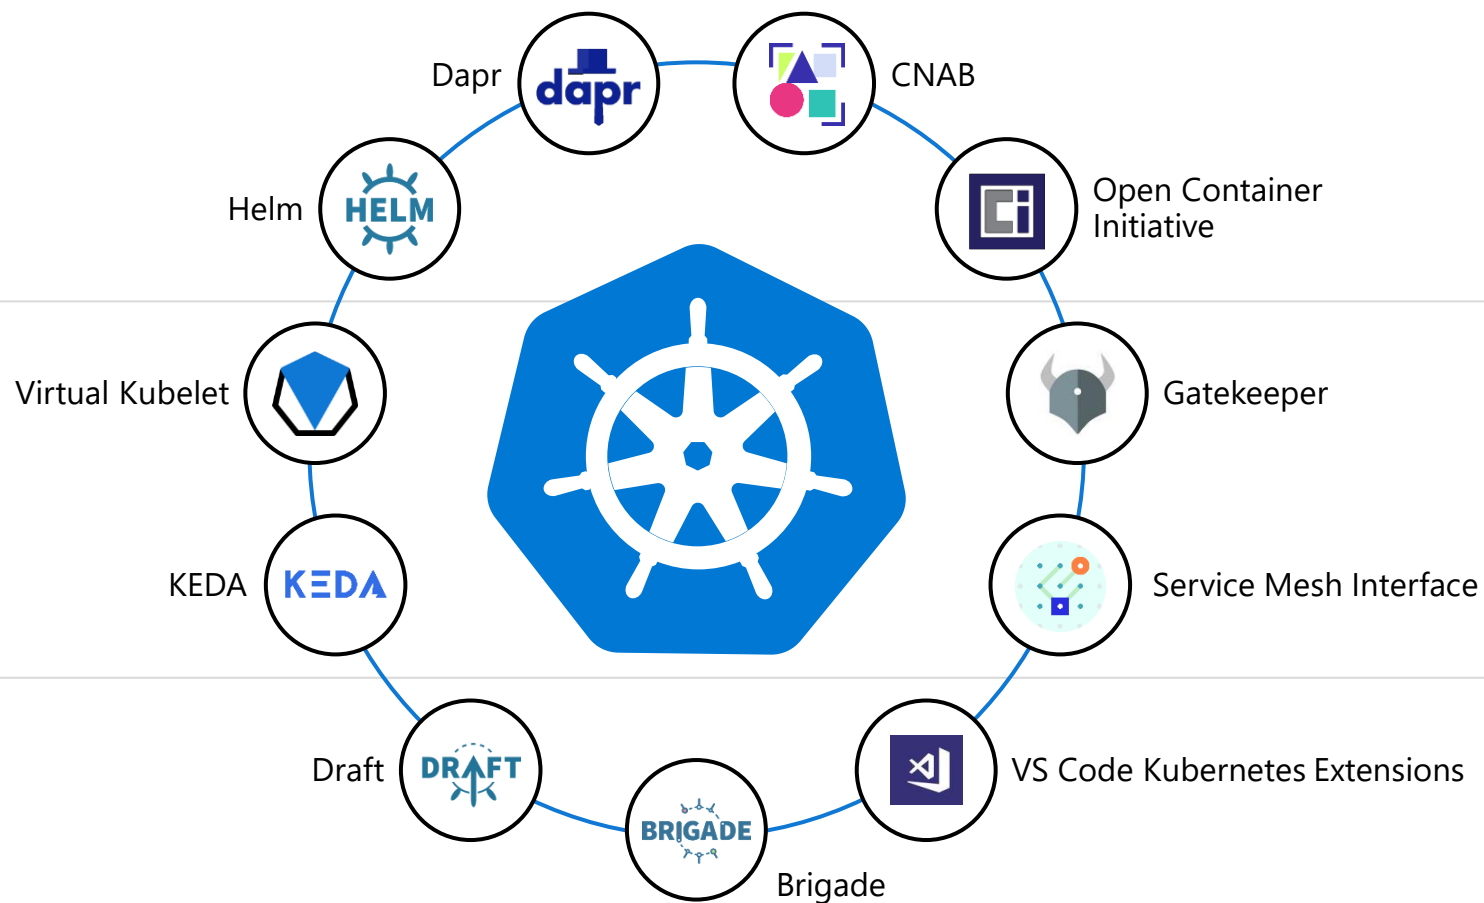 Dapr
dapr
CNAB
Helm
HELM
Ci
Open Container
Initiative
Virtual Kubelet
Gatekeeper
KEDA
KEDA
Service Mesh Interface
Draft
DRAFT
VS Code Kubernetes Extensions
BRIGADE
Brigade